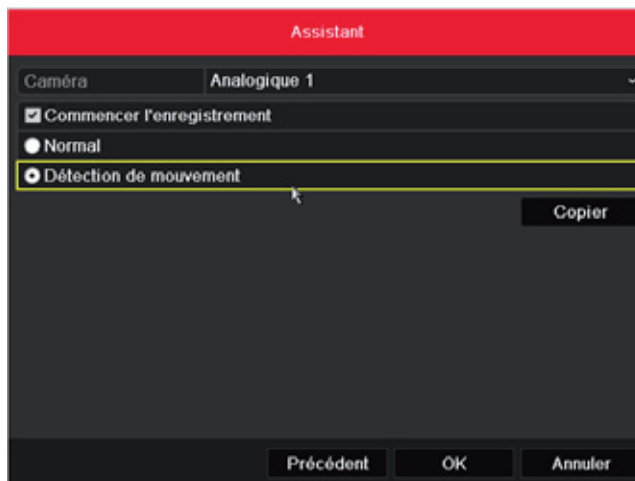 Assistant
Caméra Analogique 1
Commencer l'enregistrement
Normal
Détection de mouvement
Copier
Précédent OK Annuler